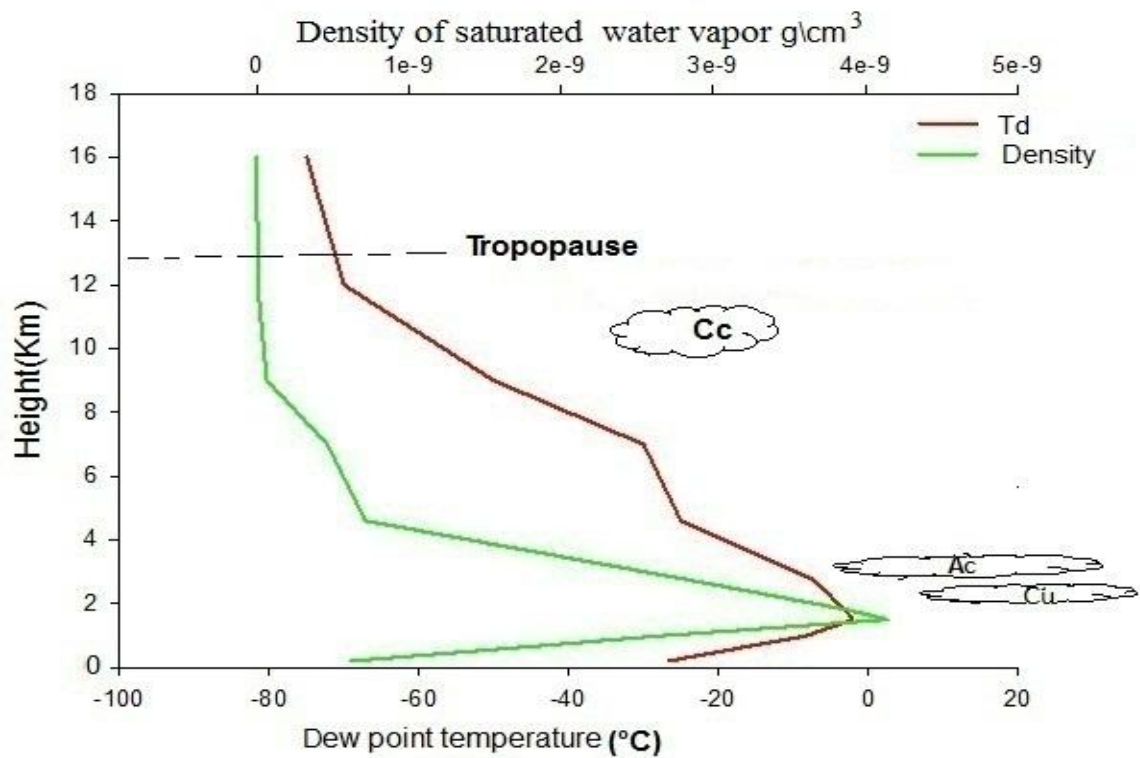 Density of saturated water vapor g\cm³
0 1e-9 2e-9 3e-9 4e-9 5e-9
18
Td
Density
16
14
Tropopause
12
Cc
10
8
6
4
Ac
2
Cu
0
Height(Km)
-100 -80 -60 -40 -20 0 20
Dew point temperature (°C)